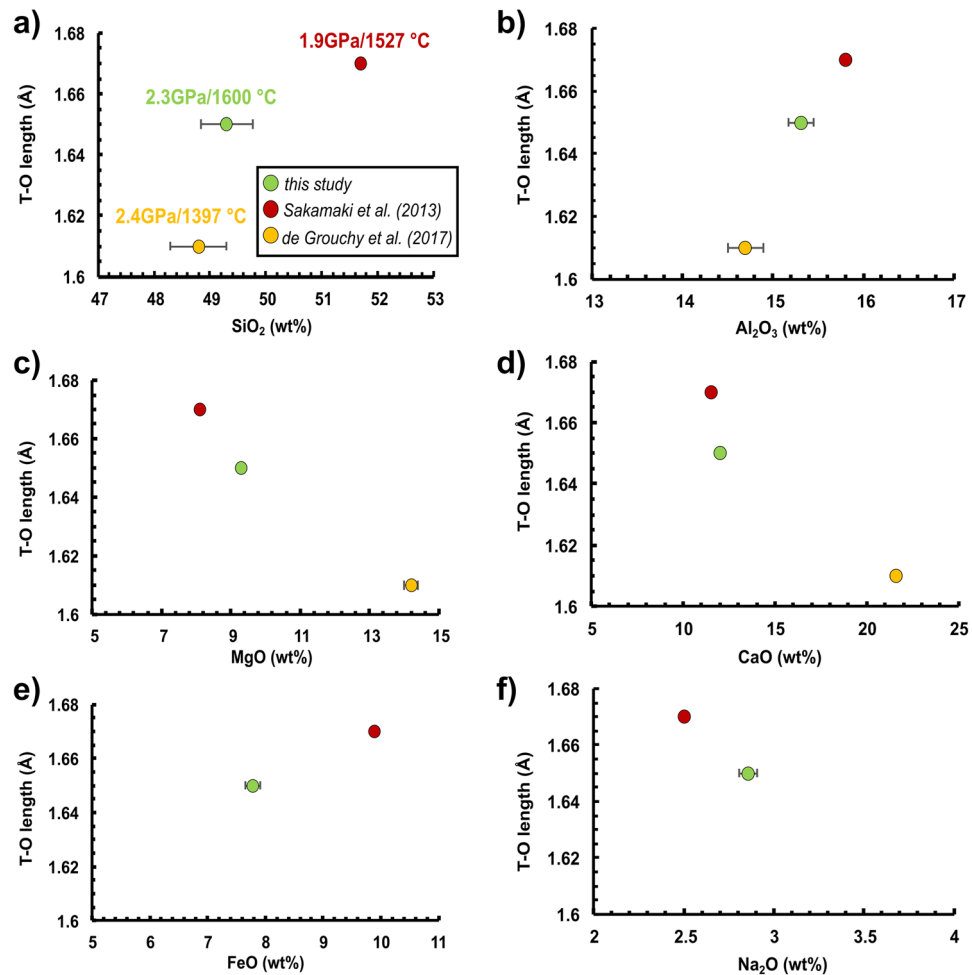 a)
1.9GPa/1527 °C
2.3GPa/1600 °C
2.4GPa/1397 °C
this study
Sakamaki et al. (2013)
de Grouchy et al. (2017)
T-O length (Å)
1.68
1.66
1.64
1.62
1.6
47 48 49 50 51 52 53
SiO₂ (wt%)
b)
T-O length (Å)
1.68
1.66
1.64
1.62
1.6
13 14 15 16 17
Al₂O₃ (wt%)
c)
T-O length (Å)
1.68
1.66
1.64
1.62
1.6
5 7 9 11 13 15
MgO (wt%)
d)
T-O length (Å)
1.68
1.66
1.64
1.62
1.6
5 10 15 20 25
CaO (wt%)
e)
T-O length (Å)
1.68
1.66
1.64
1.62
1.6
5 6 7 8 9 10 11
FeO (wt%)
f)
T-O length (Å)
1.68
1.66
1.64
1.62
1.6
2 2.5 3 3.5 4
Na₂O (wt%)